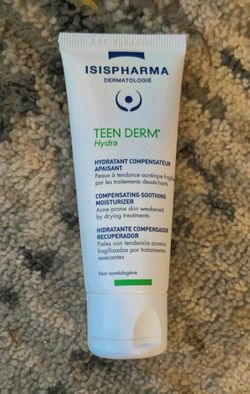 ISISPHARMA
DERMATOLOGIE
TEEN DERM®
Hydra
HYDRATANT COMPENSATEUR
APAISANT
Peaux à tendance acnéique fragilisées
par les traitements desséchants
COMPENSATING SOOTHING
MOISTURIZER
Acne prone skin weakened
by drying treatments
HIDRATANTE COMPENSADOR
RECUPERADOR
Pieles con tendencia acneica
fragilizadas por tratamientos
resecantes
Non comédogène